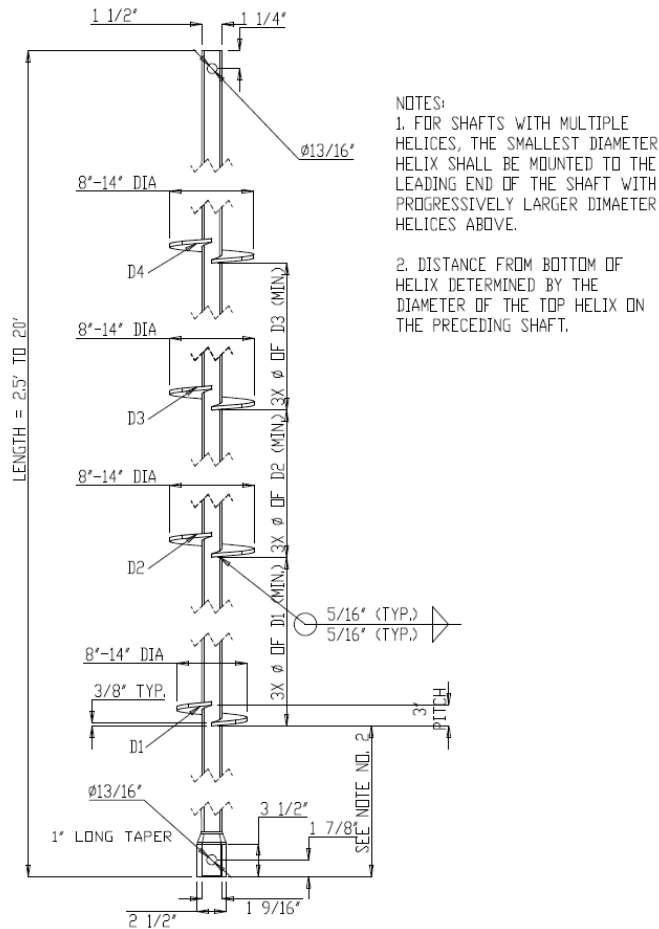 1 1/2"
1 1/4"
NOTES:
1. FOR SHAFTS WITH MULTIPLE
HELICES, THE SMALLEST DIAMETER
HELIX SHALL BE MOUNTED TO THE
LEADING END OF THE SHAFT WITH
PROGRESSIVELY LARGER DIMAETER
HELICES ABOVE.
2. DISTANCE FROM BOTTOM OF
HELIX DETERMINED BY THE
DIAMETER OF THE TOP HELIX ON
THE PRECEDING SHAFT.
ø13/16"
8"-14" DIA
D4
3X ø OF D3 (MIN.)
8"-14" DIA
D3
LENGTH = 2.5' TO 20'
3X ø OF D2 (MIN.)
8"-14" DIA
D2
3X ø OF D1 (MIN.)
5/16" (TYP.)
5/16" (TYP.)
8"-14" DIA
3/8" TYP.
3"
PITCH
D1
SEE NOTE NO. 2
ø13/16"
3 1/2"
1 7/8"
1" LONG TAPER
1 9/16"
2 1/2"